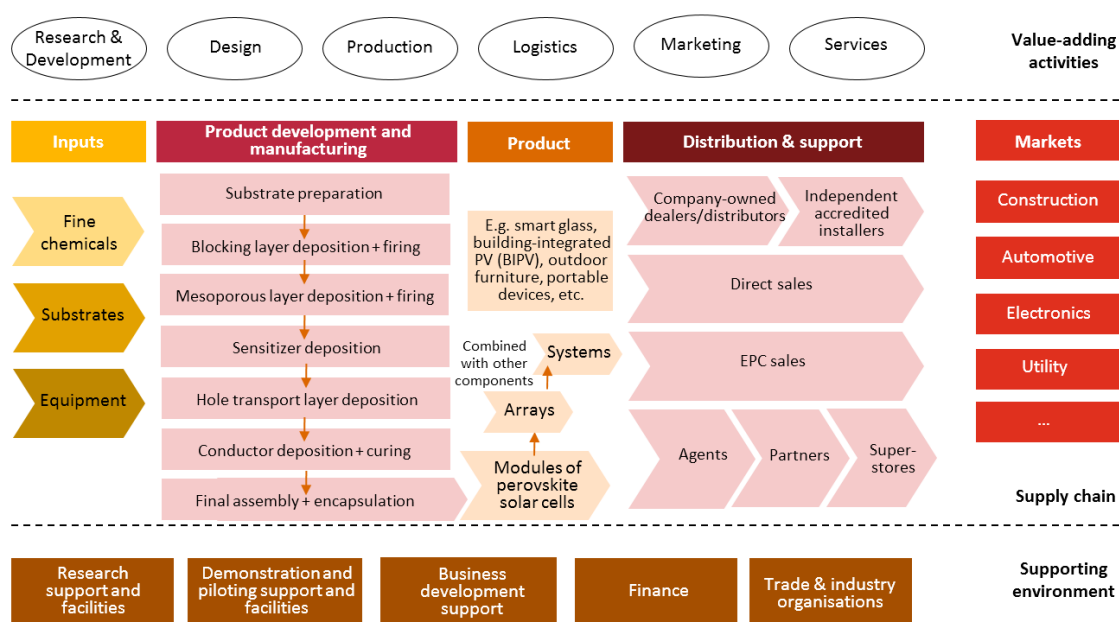 Research &
Development
Design
Production
Logistics
Marketing
Services
Value-adding
activities
Inputs
Product development and
manufacturing
Product
Distribution & support
Markets
Fine
chemicals
Substrates
Equipment
Substrate preparation
Blocking layer deposition + firing
Mesoporous layer deposition + firing
Sensitizer deposition
Hole transport layer deposition
Conductor deposition + curing
Final assembly + encapsulation
E.g. smart glass,
building-integrated
PV (BIPV), outdoor
furniture, portable
devices, etc.
Combined
with other
components
Systems
Arrays
Modules of
perovskite
solar cells
Company-owned
dealers/distributors
Independent
accredited
installers
Direct sales
EPC sales
Agents
Partners
Super-
stores
Construction
Automotive
Electronics
Utility
...
Supply chain
Research
support and
facilities
Demonstration and
piloting support and
facilities
Business
development
support
Finance
Trade & industry
organisations
Supporting
environment